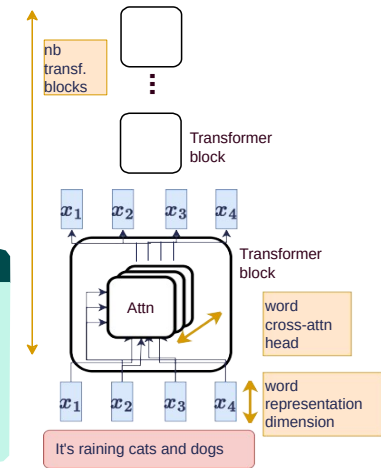 nb
transf.
blocks
Transformer
block
x1 x2 x3 x4
Transformer
block
Attn
word
cross-attn
head
x1 x2 x3 x4
word
representation
dimension
It's raining cats and dogs